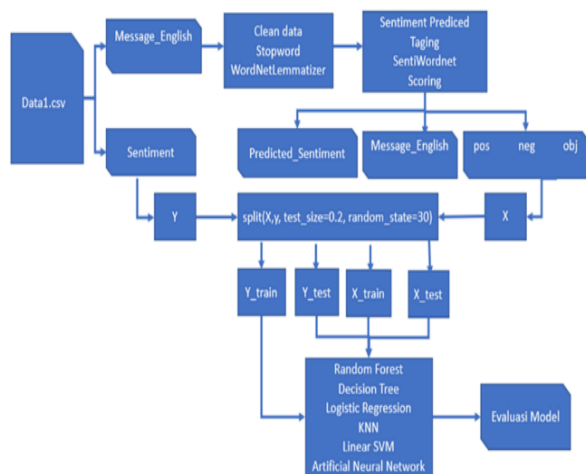 Data1.csv
Message_English
Clean data
Stopword
WordNetLemmatizer
Sentiment Prediced
Taging
SentiWordnet
Scoring
Sentiment
Predicted_Sentiment
Message_English
pos neg obj
Y
split(X,y, test_size=0.2, random_state=30)
X
Y_train
Y_test
X_train
X_test
Random Forest
Decision Tree
Logistic Regression
KNN
Linear SVM
Artificial Neural Network
Evaluasi Model